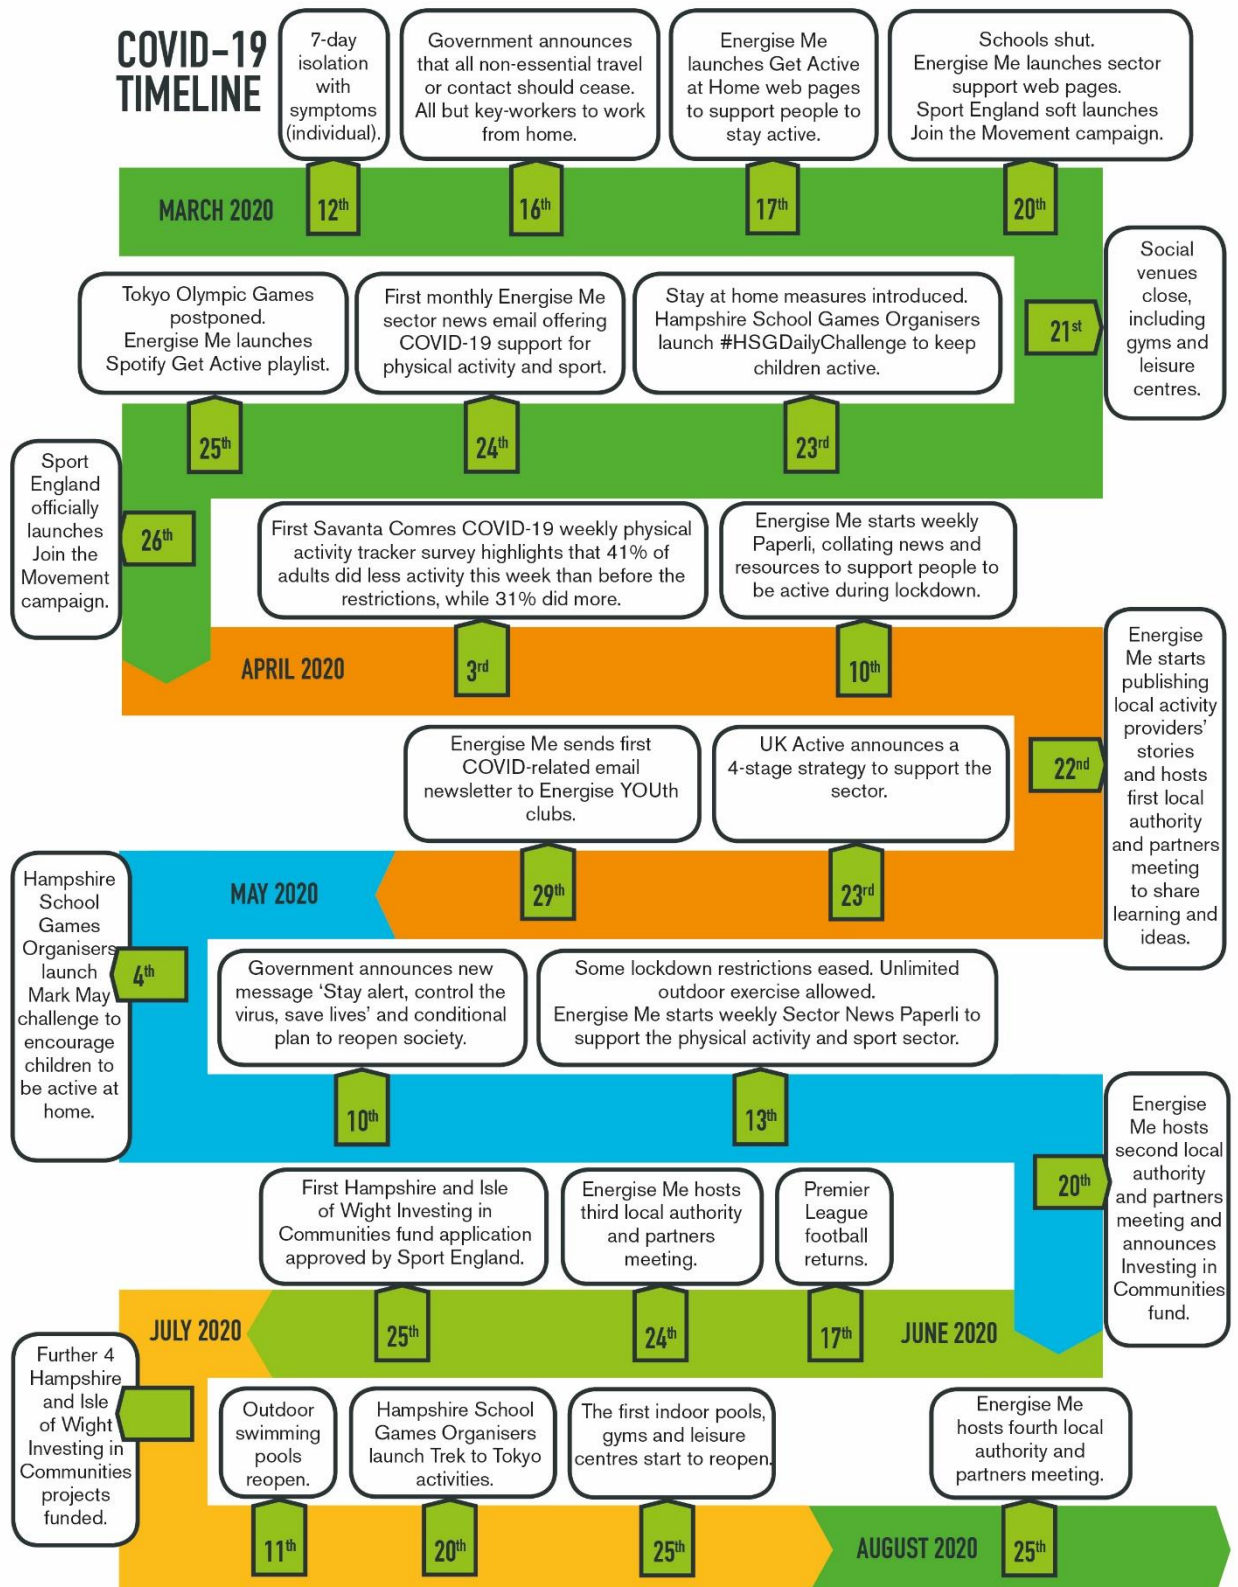 COVID-19
TIMELINE
7-day
isolation
with
symptoms
(individual).
Government announces
that all non-essential travel
or contact should cease.
All but key-workers to work
from home.
Energise Me
launches Get Active
at Home web pages
to support people to
stay active.
Schools shut.
Energise Me launches sector
support web pages.
Sport England soft launches
Join the Movement campaign.
MARCH 2020
12th
16th
17th
20th
Social
venues
close,
including
gyms and
leisure
centres.
21st
Stay at home measures introduced.
Hampshire School Games Organisers
launch #HSGDailyChallenge to keep
children active.
23rd
First monthly Energise Me
sector news email offering
COVID-19 support for
physical activity and sport.
24th
Tokyo Olympic Games
postponed.
Energise Me launches
Spotify Get Active playlist.
25th
Sport
England
officially
launches
Join the
Movement
campaign.
26th
First Savanta Comres COVID-19 weekly physical
activity tracker survey highlights that 41% of
adults did less activity this week than before the
restrictions, while 31% did more.
Energise Me starts weekly
Paperli, collating news and
resources to support people to
be active during lockdown.
APRIL 2020
3rd
10th
Energise
Me starts
publishing
local activity
providers'
stories
and hosts
first local
authority
and partners
meeting
to share
learning and
ideas.
22nd
UK Active announces a
4-stage strategy to support the
sector.
23rd
Energise Me sends first
COVID-related email
newsletter to Energise YOUth
clubs.
29th
MAY 2020
Hampshire
School
Games
Organisers
launch
Mark May
challenge to
encourage
children to
be active at
home.
4th
Government announces new
message 'Stay alert, control the
virus, save lives' and conditional
plan to reopen society.
10th
Some lockdown restrictions eased. Unlimited
outdoor exercise allowed.
Energise Me starts weekly Sector News Paperli to
support the physical activity and sport sector.
13th
Energise
Me hosts
second local
authority
and partners
meeting and
announces
Investing in
Communities
fund.
20th
JUNE 2020
Premier
League
football
returns.
17th
Energise Me hosts
third local authority
and partners
meeting.
24th
First Hampshire and Isle
of Wight Investing in
Communities fund application
approved by Sport England.
25th
JULY 2020
Further 4
Hampshire
and Isle
of Wight
Investing in
Communities
projects
funded.
Outdoor
swimming
pools
reopen.
11th
Hampshire School
Games Organisers
launch Trek to Tokyo
activities.
20th
The first indoor pools,
gyms and leisure
centres start to reopen.
25th
AUGUST 2020
Energise Me
hosts fourth local
authority and
partners meeting.
25th